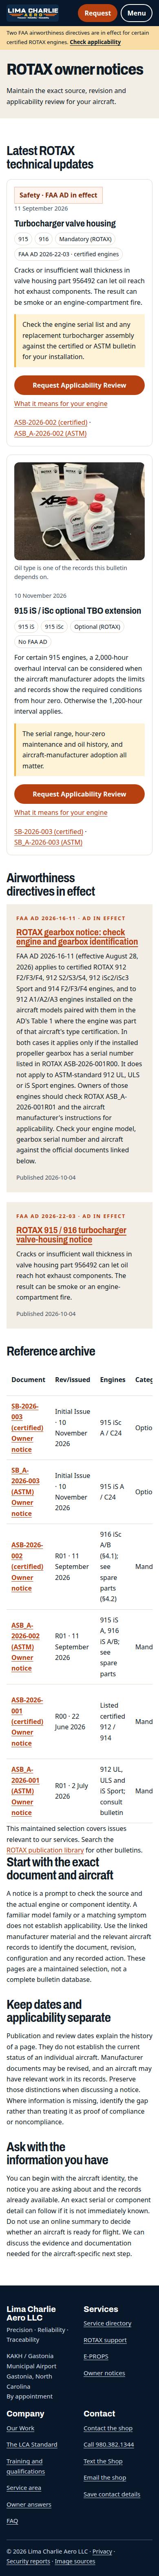 LIMA CHARLIE
Request
Menu
Two FAA airworthiness directives are in effect for certain
certified ROTAX engines. Check applicability
ROTAX owner notices
Maintain the exact source, revision and
applicability review for your aircraft.
Latest ROTAX
technical updates
Safety · FAA AD in effect
11 September 2026
Turbocharger valve housing
915
916
Mandatory (ROTAX)
FAA AD 2026-22-03 · certified engines
Cracks or insufficient wall thickness in
valve housing part 956492 can let oil reach
hot exhaust components. The result can
be smoke or an engine-compartment fire.
Check the engine serial list and any
replacement turbocharger assembly
against the certified or ASTM bulletin
for your installation.
Request Applicability Review
What it means for your engine
ASB-2026-002 (certified) ·
ASB_A-2026-002 (ASTM)
Oil type is one of the records this bulletin
depends on.
10 November 2026
915 iS / iSc optional TBO extension
915 iS
915 iSc
Optional (ROTAX)
No FAA AD
For certain 915 engines, a 2,000-hour
overhaul interval can be considered when
the aircraft manufacturer adopts the limits
and records show the required conditions
from hour zero. Otherwise the 1,200-hour
interval applies.
The serial range, hour-zero
maintenance and oil history, and
aircraft-manufacturer adoption all
matter.
Request Applicability Review
What it means for your engine
SB-2026-003 (certified) ·
SB_A-2026-003 (ASTM)
Airworthiness
directives in effect
FAA AD 2026-16-11 · AD IN EFFECT
ROTAX gearbox notice: check
engine and gearbox identification
FAA AD 2026-16-11 (effective August 28,
2026) applies to certified ROTAX 912
A/F3/F4, 912 S2/S3/S4, 912 iSc2/iSc3
Sport and 914 F2/F3/F4 engines, and to
912 A1/A2/A3 engines installed on the
aircraft models paired with them in the
AD's Table 1 where the engine was part
of that aircraft's type certification. In
both cases it applies only if the installed
propeller gearbox has a serial number
listed in ROTAX ASB-2026-001R00. It does
not apply to ASTM-standard 912 UL, ULS
or iS Sport engines. Owners of those
engines should check ROTAX ASB_A-
2026-001R01 and the aircraft
manufacturer's instructions for
applicability. Check your engine model,
gearbox serial number and aircraft
against the official documents linked
below.
Published 2026-10-04
FAA AD 2026-22-03 · AD IN EFFECT
ROTAX 915 / 916 turbocharger
valve-housing notice
Cracks or insufficient wall thickness in
valve housing part 956492 can let oil
reach hot exhaust components. The
result can be smoke or an engine-
compartment fire.
Published 2026-10-04
Reference archive
Document Rev/issued Engines Categ
SB-2026-
003
(certified)
Owner
notice
Initial Issue
· 10
November
2026
915 iSc
A / C24
Optio
SB_A-
2026-003
(ASTM)
Owner
notice
Initial Issue
· 10
November
2026
915 iS A
/ C24
Optio
ASB-2026-
002
(certified)
Owner
notice
R01 · 11
September
2026
916 iSc
A/B
(§4.1);
see
spare
parts
(§4.2)
Mand
ASB_A-
2026-002
(ASTM)
Owner
notice
R01 · 11
September
2026
915 iS
A, 916
iS A/B;
see
spare
parts
Mand
ASB-2026-
001
(certified)
Owner
notice
R00 · 22
June 2026
Listed
certified
912 /
914
Mand
ASB_A-
2026-001
(ASTM)
Owner
notice
R01 · 2 July
2026
912 UL,
ULS and
iS Sport;
consult
bulletin
Mand
This maintained selection covers issues
relevant to our services. Search the
ROTAX publication library for other bulletins.
Start with the exact
document and aircraft
A notice is a prompt to check the source and
the actual engine or component identity. A
familiar model family or a matching symptom
does not establish applicability. Use the linked
manufacturer material and the relevant aircraft
records to identify the document, revision,
configuration and any recorded action. These
pages are a maintained selection, not a
complete bulletin database.
Keep dates and
applicability separate
Publication and review dates explain the history
of a page. They do not establish the current
status of an individual aircraft. Manufacturer
documents may be revised, and an aircraft may
have relevant work in its records. Preserve
those distinctions when discussing a notice.
Where information is missing, identify the gap
rather than treating it as proof of compliance
or noncompliance.
Ask with the
information you have
You can begin with the aircraft identity, the
notice you are asking about and the records
already available. An exact serial or component
detail can follow if it is not immediately known.
Do not use an online summary to decide
whether an aircraft is ready for flight. We can
discuss the evidence and documentation
needed for the aircraft-specific next step.
Lima Charlie
Aero LLC
Precision · Reliability ·
Traceability
KAKH / Gastonia
Municipal Airport
Gastonia, North
Carolina
By appointment
Services
Service directory
ROTAX support
E-PROPS
Owner notices
Company
Our Work
The LCA Standard
Training and
qualifications
Service area
Owner answers
FAQ
Contact
Contact the shop
Call 980.382.1344
Text the Shop
Email the shop
Save contact details
© 2026 Lima Charlie Aero LLC · Privacy ·
Security reports · Image sources